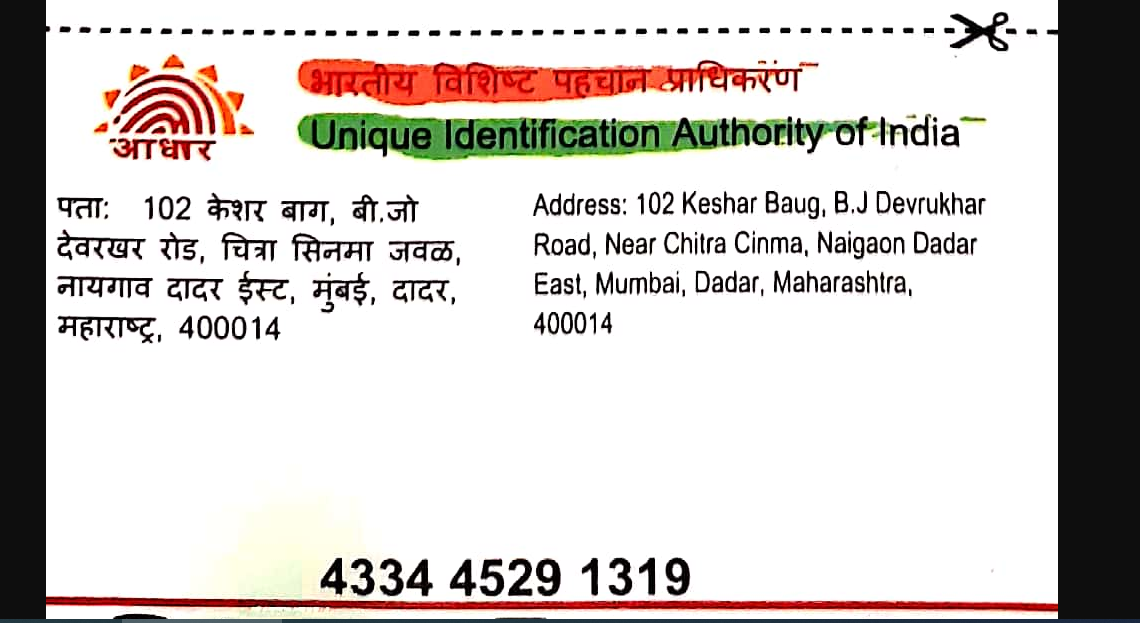 भारतीय विशिष्ट पहचान प्राधिकरण
Unique Identification Authority of India
आधार
पता: 102 केशर बाग, बी.जो
देवरखर रोड, चित्रा सिनमा जवळ,
नायगाव दादर ईस्ट, मुंबई, दादर,
महाराष्ट्र, 400014
Address: 102 Keshar Baug, B.J Devrukhar
Road, Near Chitra Cinma, Naigaon Dadar
East, Mumbai, Dadar, Maharashtra,
400014
4334 4529 1319